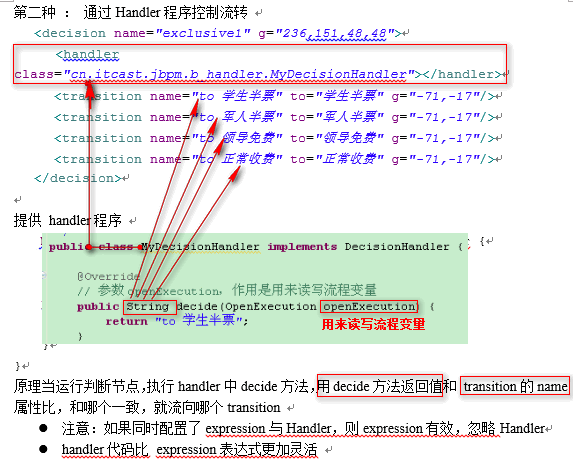 第二种 ： 通过 Handler 程序控制流转
<decision name="exclusive1" g="236,151,48,48">
<handler
class="cn.itcast.jbpm.b_handler.MyDecisionHandler"></handler>
<transition name="to 学生半票" to="学生半票" g="-71,-17"/>
<transition name="to 军人半票" to="军人半票" g="-71,-17"/>
<transition name="to 领导免费" to="领导免费" g="-71,-17"/>
<transition name="to 正常收费" to="正常收费" g="-71,-17"/>
</decision>
提供 handler 程序
public class MyDecisionHandler implements DecisionHandler { {
@Override
// 参数 openExecution，作用是用来读写流程变量
public String decide(OpenExecution openExecution) {
return "to 学生半票";
用来读写流程变量
}
}
}
原理当运行判断节点,执行 handler 中 decide 方法，用 decide 方法返回值和 transition 的 name
属性比，和哪个一致，就流向哪个 transition
● 注意：如果同时配置了 expression 与 Handler，则 expression 有效，忽略 Handler
● handler 代码比 expression 表达式更加灵活